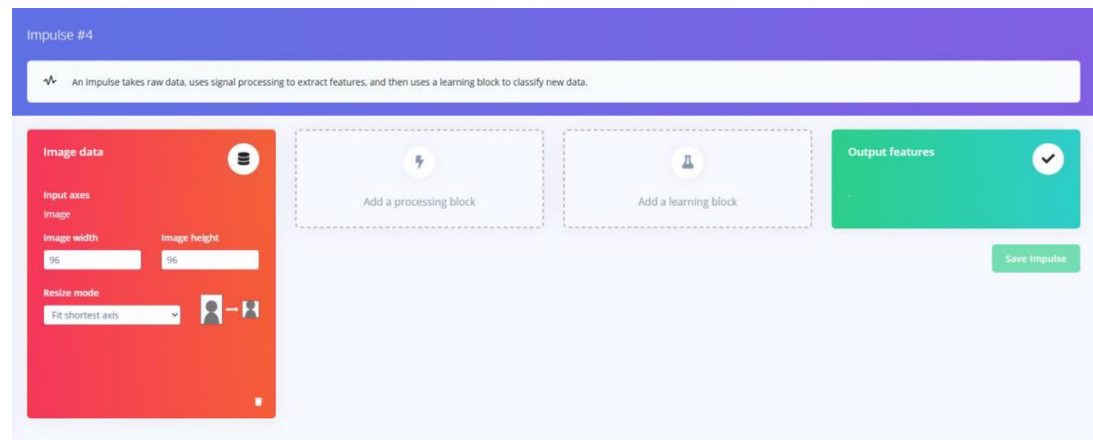 Impulse #4
An impulse takes raw data, uses signal processing to extract features, and then uses a learning block to classify new data.
Image data
Input axes
image
Image width
Image height
96
96
Resize mode
Fit shortest axis
Add a processing block
Add a learning block
Output features
-
Save Impulse